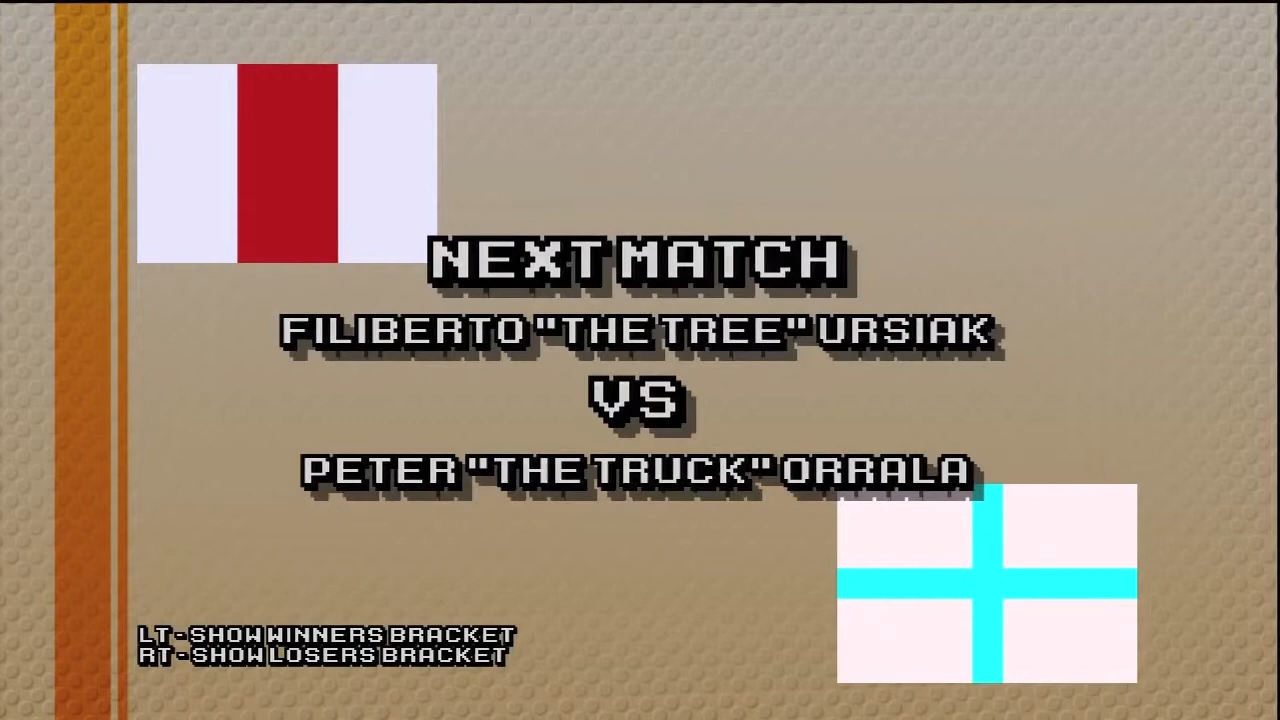 NEXT MATCH
FILIBERTO "THE TREE" URSIAK
VS
PETER "THE TRUCK" ORRALA
LT - SHOW WINNERS BRACKET
RT - SHOW LOSERS BRACKET